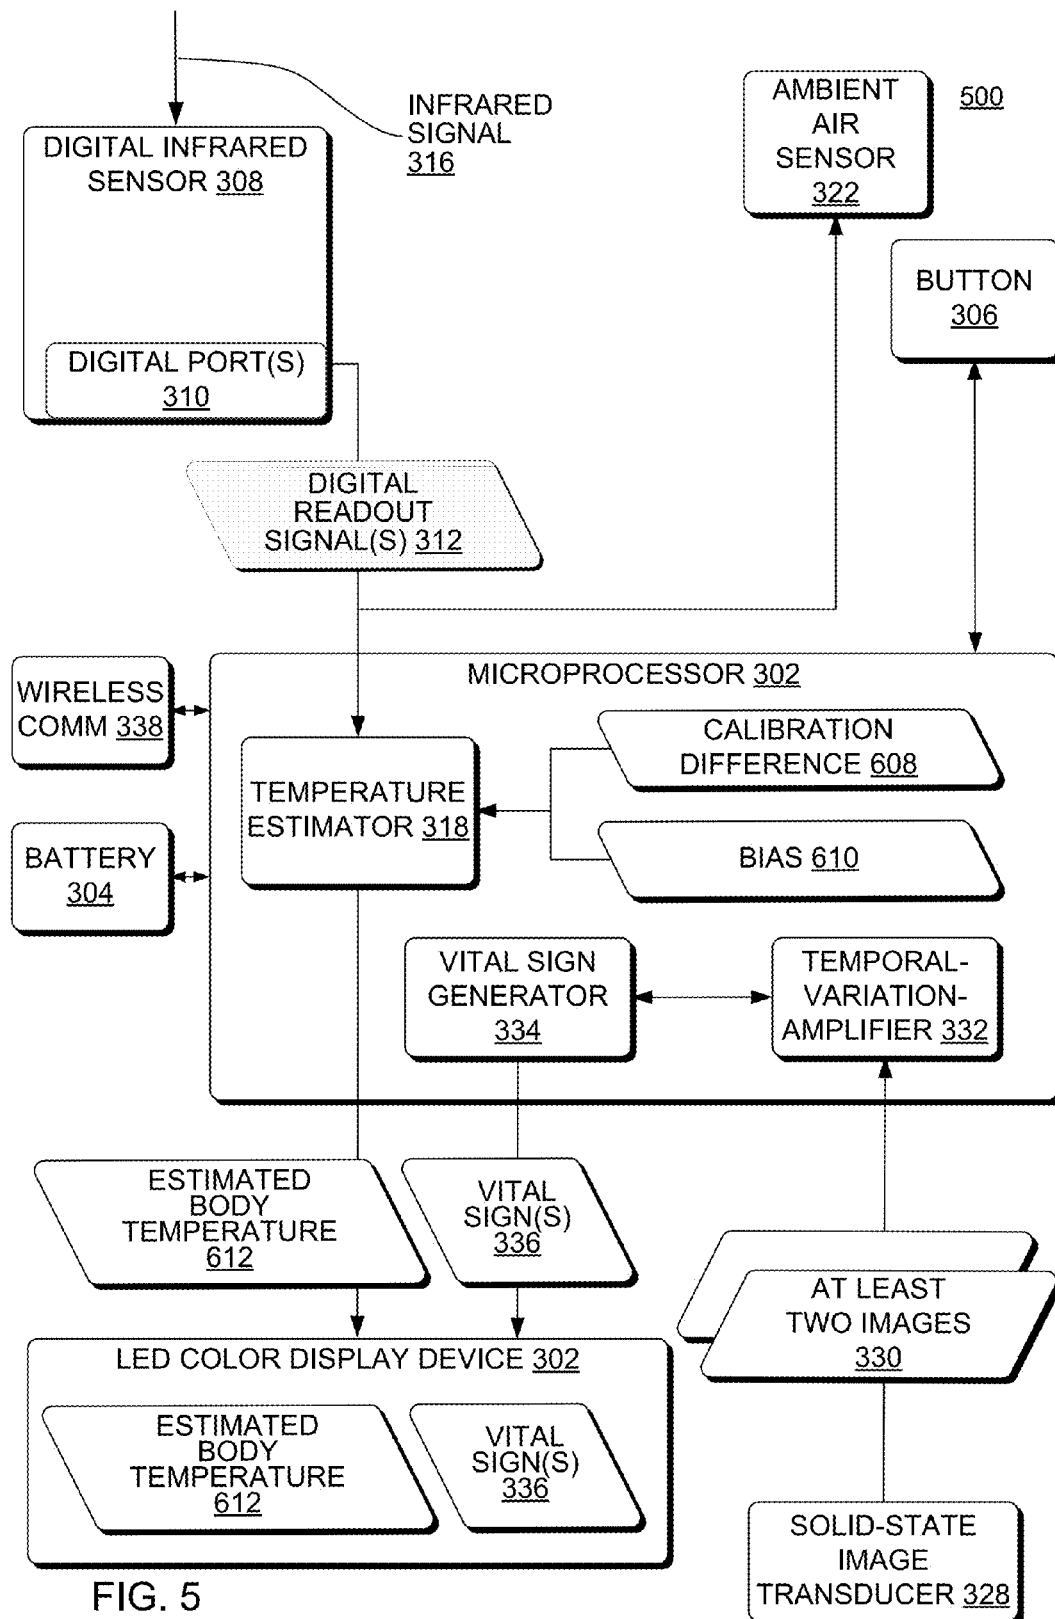 INFRARED
SIGNAL
316
DIGITAL INFRARED
SENSOR 308
DIGITAL PORT(S)
310
AMBIENT
AIR
SENSOR
322
500
BUTTON
306
DIGITAL
READOUT
SIGNAL(S) 312
MICROPROCESSOR 302
WIRELESS
COMM 338
BATTERY
304
TEMPERATURE
ESTIMATOR 318
CALIBRATION
DIFFERENCE 608
BIAS 610
VITAL SIGN
GENERATOR
334
TEMPORAL-
VARIATION-
AMPLIFIER 332
ESTIMATED
BODY
TEMPERATURE
612
VITAL
SIGN(S)
336
AT LEAST
TWO IMAGES
330
LED COLOR DISPLAY DEVICE 302
ESTIMATED
BODY
TEMPERATURE
612
VITAL
SIGN(S)
336
SOLID-STATE
IMAGE
TRANSDUCER 328
FIG. 5